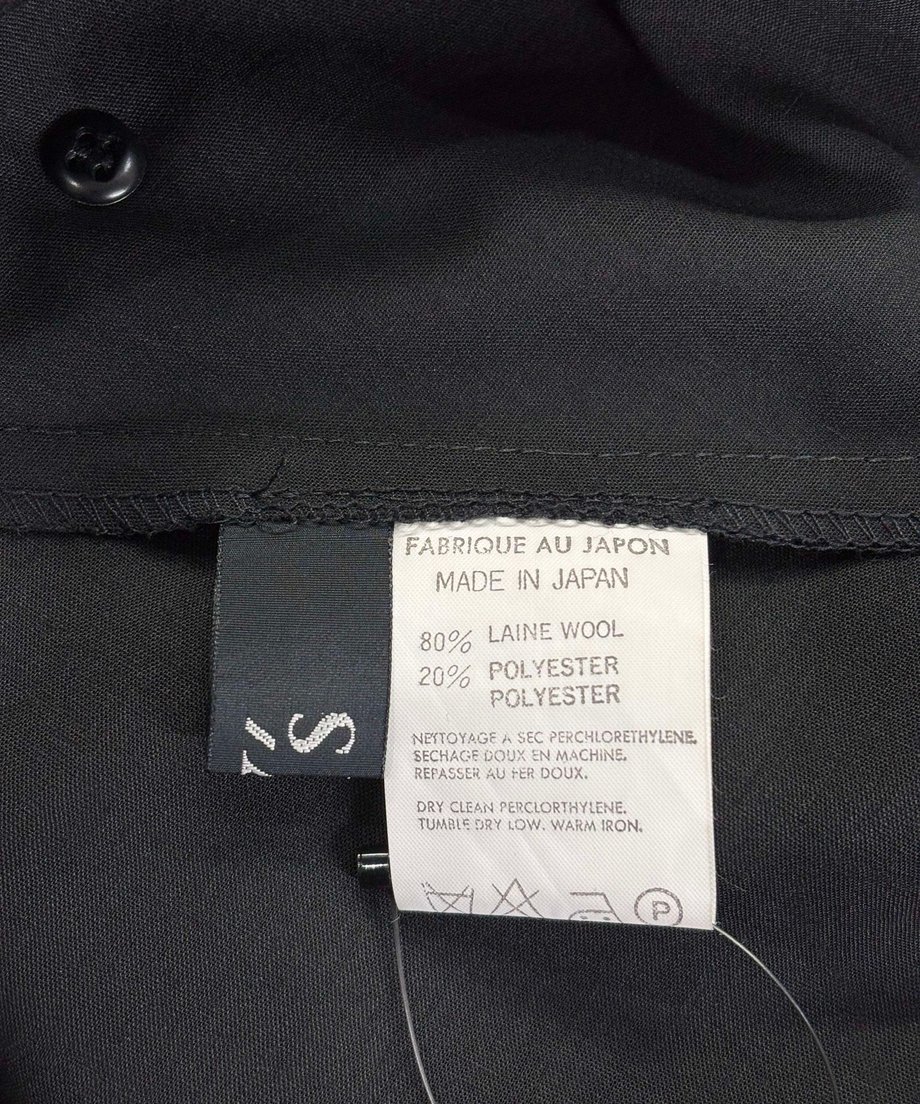 FABRIQUE AU JAPON
MADE IN JAPAN
80% LAINE WOOL
20% POLYESTER
POLYESTER
NETTOYAGE A SEC PERCHLORETHYLENE.
SECHAGE DOUX EN MACHINE.
REPASSER AU FER DOUX.
DRY CLEAN PERCLORTHYLENE.
TUMBLE DRY LOW. WARM IRON.
P
Y'
S